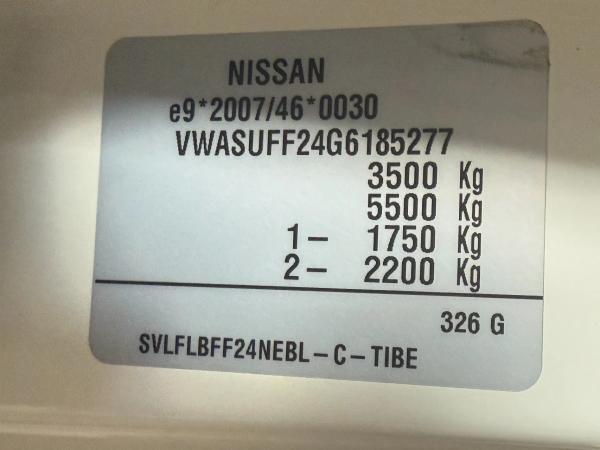 NISSAN
e9*2007/46*0030
VWASUFF24G6185277
3500 Kg
5500 Kg
1- 1750 Kg
2- 2200 Kg
326 G
SVLFLBFF24NEBL-C-TIBE